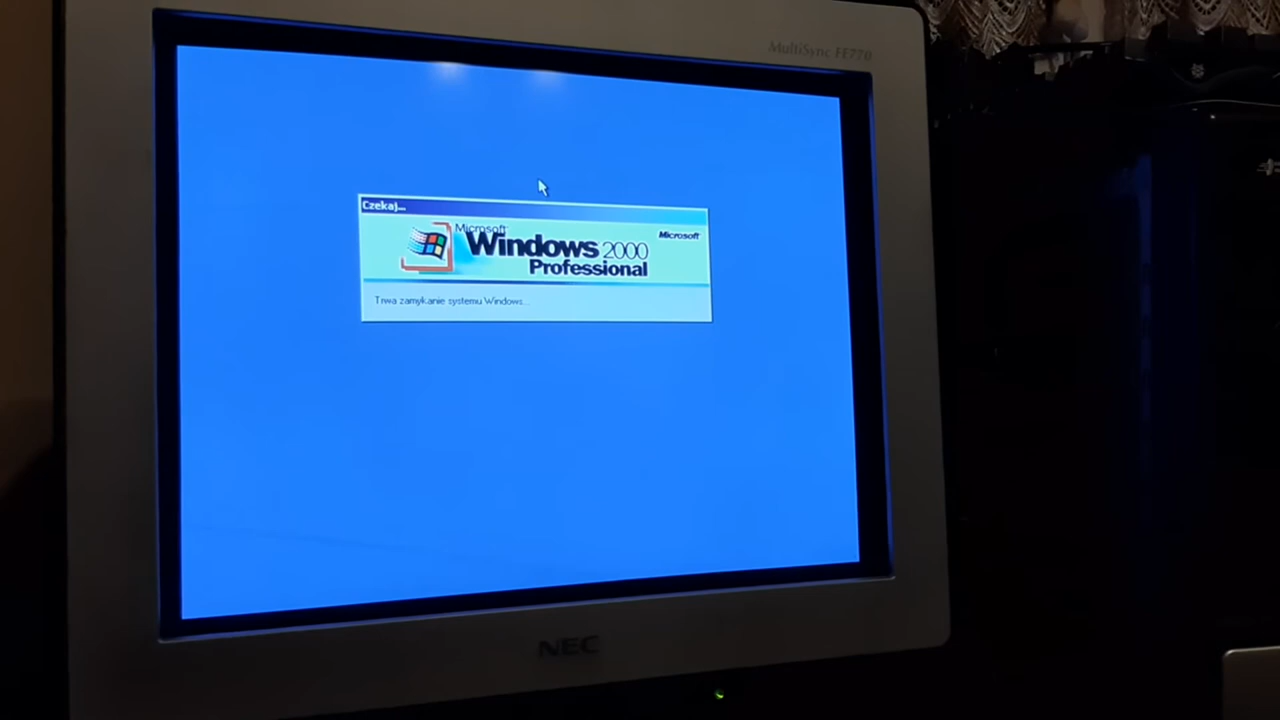 MultiSync FE770
Czekaj...
Microsoft
Windows 2000
Professional
Microsoft
Trwa zamykanie systemu Windows...
NEC